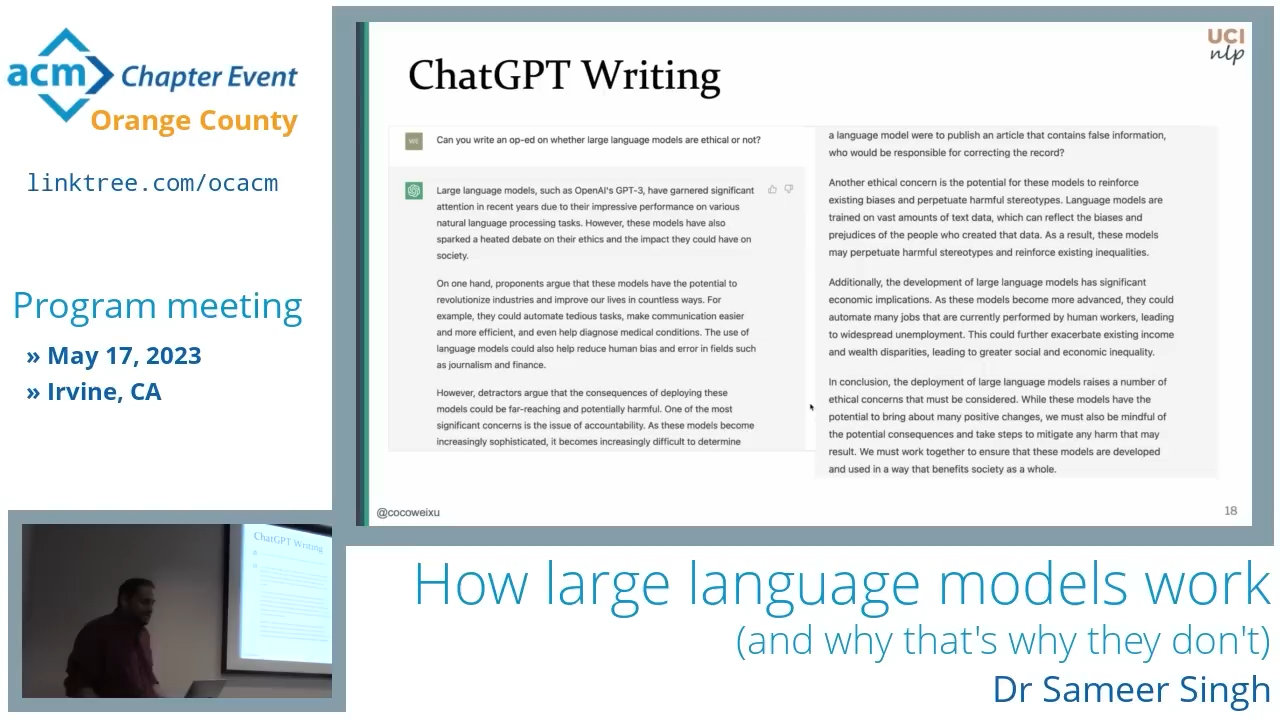 acm Chapter Event
Orange County
linktree.com/ocacm
Program meeting
» May 17, 2023
» Irvine, CA
UCI
nlp
ChatGPT Writing
WE
Can you write an op-ed on whether large language models are ethical or not?
Large language models, such as OpenAI's GPT-3, have garnered significant
attention in recent years due to their impressive performance on various
natural language processing tasks. However, these models have also
sparked a heated debate on their ethics and the impact they could have on
society.
On one hand, proponents argue that these models have the potential to
revolutionize industries and improve our lives in countless ways. For
example, they could automate tedious tasks, make communication easier
and more efficient, and even help diagnose medical conditions. The use of
language models could also help reduce human bias and error in fields such
as journalism and finance.
However, detractors argue that the consequences of deploying these
models could be far-reaching and potentially harmful. One of the most
significant concerns is the issue of accountability. As these models become
increasingly sophisticated, it becomes increasingly difficult to determine
a language model were to publish an article that contains false information,
who would be responsible for correcting the record?
Another ethical concern is the potential for these models to reinforce
existing biases and perpetuate harmful stereotypes. Language models are
trained on vast amounts of text data, which can reflect the biases and
prejudices of the people who created that data. As a result, these models
may perpetuate harmful stereotypes and reinforce existing inequalities.
Additionally, the development of large language models has significant
economic implications. As these models become more advanced, they could
automate many jobs that are currently performed by human workers, leading
to widespread unemployment. This could further exacerbate existing income
and wealth disparities, leading to greater social and economic inequality.
In conclusion, the deployment of large language models raises a number of
ethical concerns that must be considered. While these models have the
potential to bring about many positive changes, we must also be mindful of
the potential consequences and take steps to mitigate any harm that may
result. We must work together to ensure that these models are developed
and used in a way that benefits society as a whole.
@cocoweixu
18
ChatGPT Writing
How large language models work
(and why that's why they don't)
Dr Sameer Singh